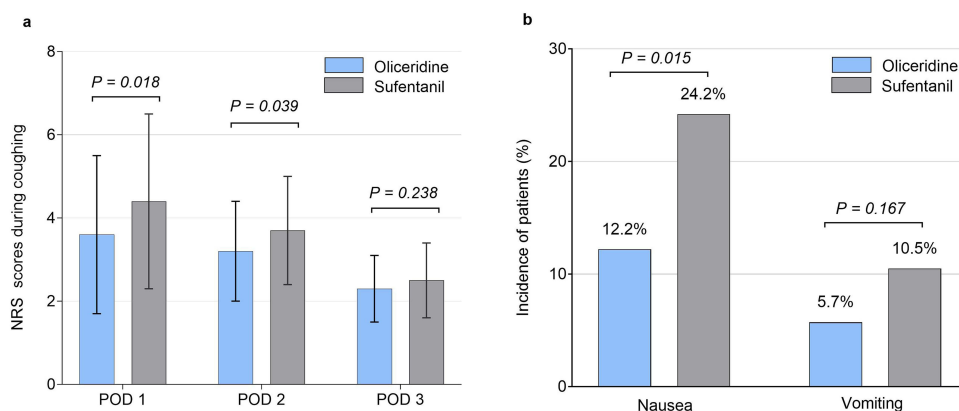 a
NRS scores during coughing
8
6
4
2
0
Oliceridine
Sufentanil
P = 0.018
P = 0.039
P = 0.238
POD 1
POD 2
POD 3
b
Incidence of patients (%)
30
20
10
0
Oliceridine
Sufentanil
P = 0.015
24.2%
12.2%
P = 0.167
10.5%
5.7%
Nausea
Vomiting